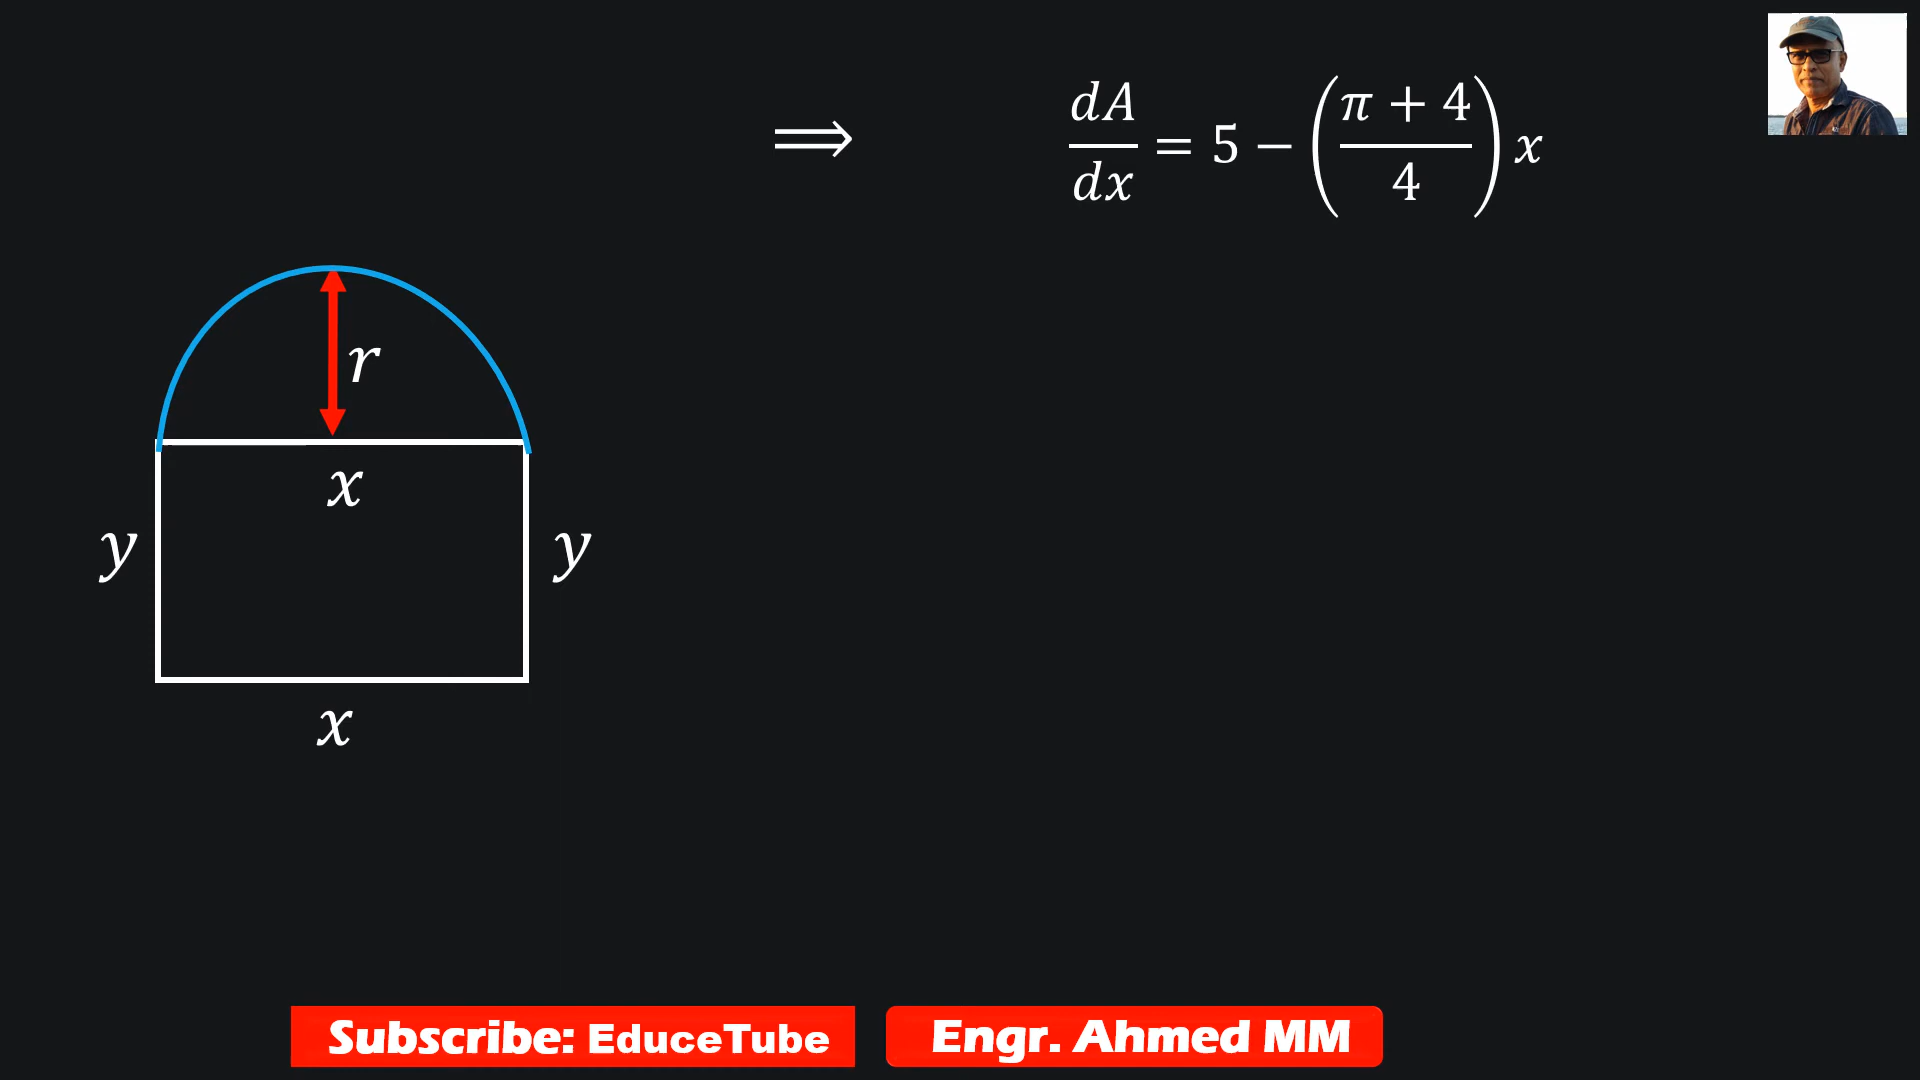 ⟹ dA/dx = 5 − ((π + 4)/4) x
r
x
y y
x
Subscribe: EduceTube Engr. Ahmed MM